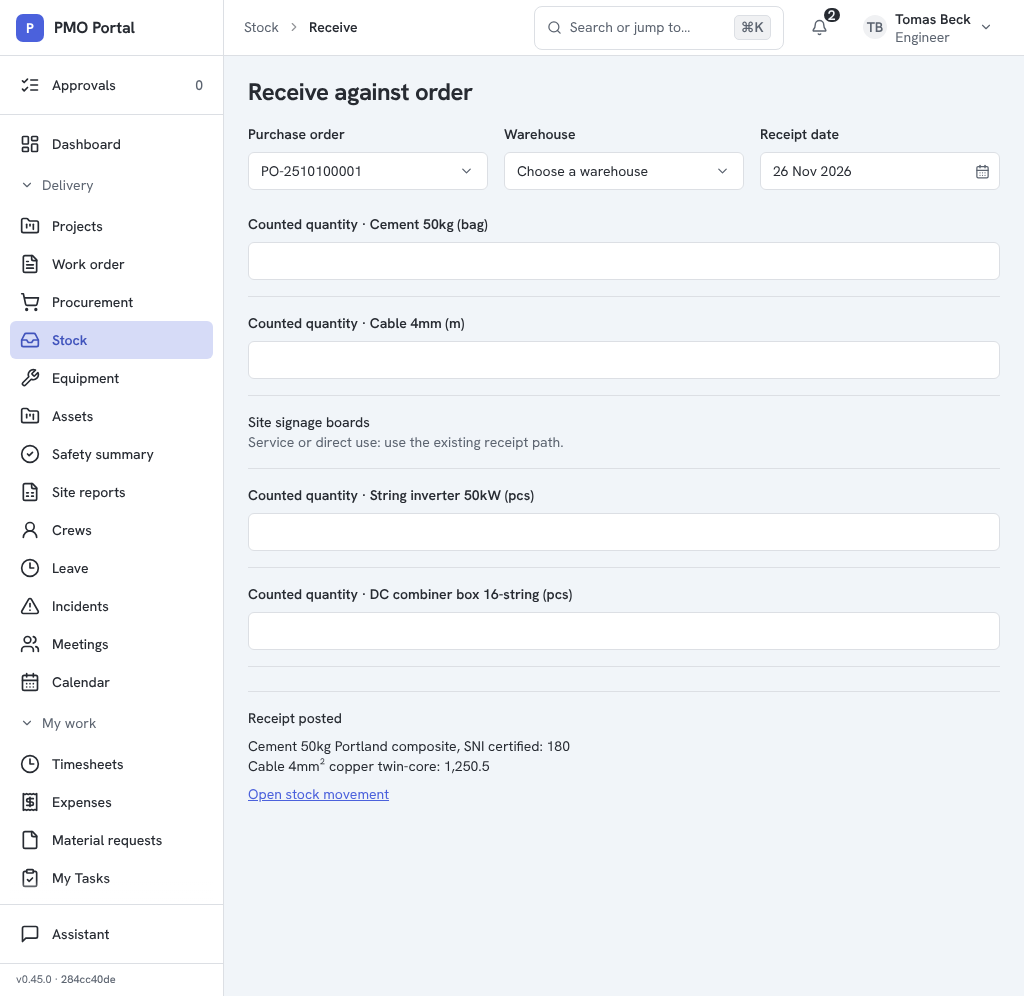 P PMO Portal
Stock > Receive
Search or jump to... ⌘K
2
TB Tomas Beck
Engineer
Approvals 0
Dashboard
Delivery
Projects
Work order
Procurement
Stock
Equipment
Assets
Safety summary
Site reports
Crews
Leave
Incidents
Meetings
Calendar
My work
Timesheets
Expenses
Material requests
My Tasks
Assistant
v0.45.0 · 284cc40de
Receive against order
Purchase order Warehouse Receipt date
PO-2510100001 Choose a warehouse 26 Nov 2026
Counted quantity · Cement 50kg (bag)
Counted quantity · Cable 4mm (m)
Site signage boards
Service or direct use: use the existing receipt path.
Counted quantity · String inverter 50kW (pcs)
Counted quantity · DC combiner box 16-string (pcs)
Receipt posted
Cement 50kg Portland composite, SNI certified: 180
Cable 4mm² copper twin-core: 1,250.5
Open stock movement